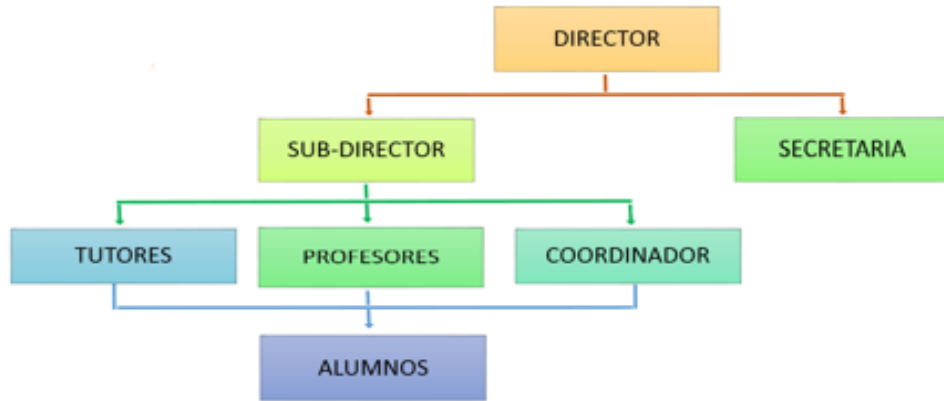 DIRECTOR
SUB-DIRECTOR
SECRETARIA
TUTORES
PROFESORES
COORDINADOR
ALUMNOS